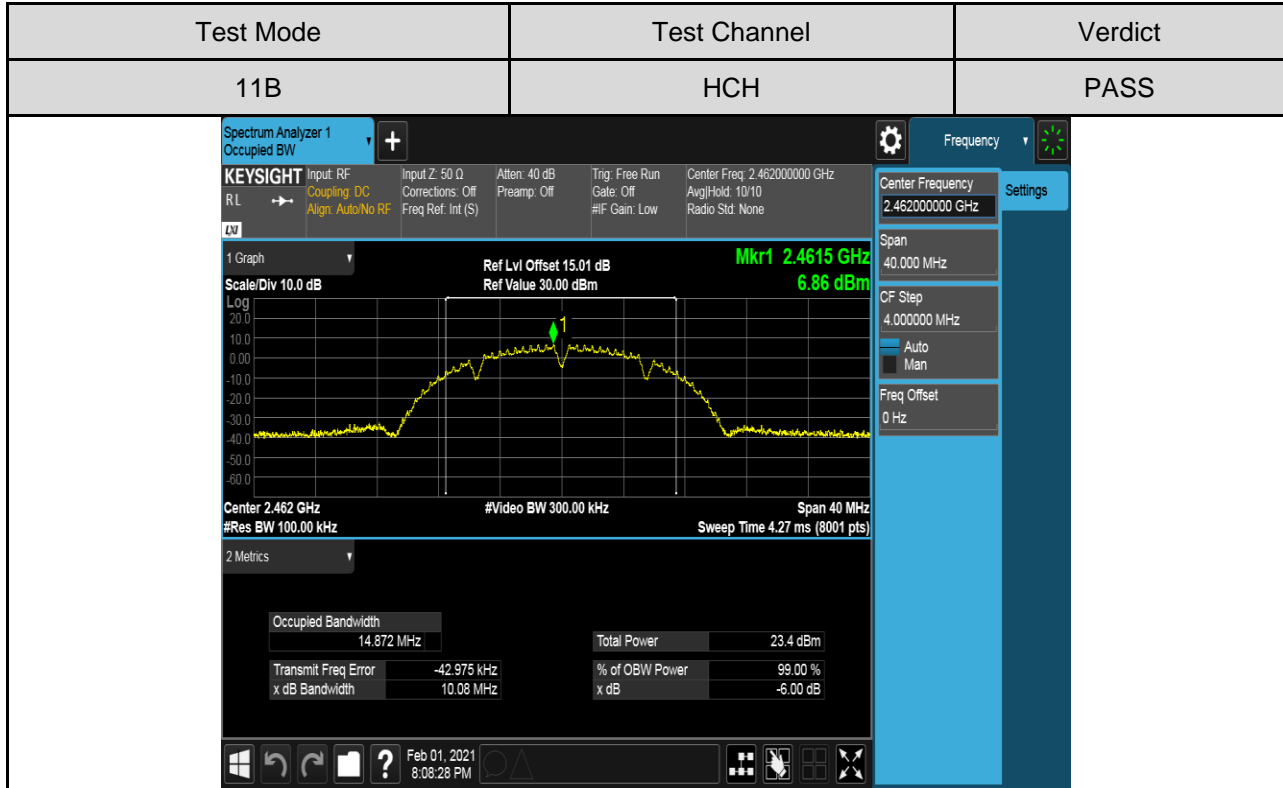 Test Mode Test Channel Verdict
11B HCH PASS
Spectrum Analyzer 1
Occupied BW
+
Frequency
KEYSIGHT Input: RF Input Z: 50 Ω Atten: 40 dB Trig: Free Run Center Freq: 2.462000000 GHz
RL Coupling: DC Corrections: Off Preamp: Off Gate: Off Avg|Hold: 10/10
Align: Auto/No RF Freq Ref: Int (S) #IF Gain: Low Radio Std: None
LXI
Center Frequency
2.462000000 GHz
Settings
Span
40.000 MHz
CF Step
4.000000 MHz
Auto
Man
Freq Offset
0 Hz
1 Graph Ref Lvl Offset 15.01 dB Mkr1 2.4615 GHz
Scale/Div 10.0 dB Ref Value 30.00 dBm 6.86 dBm
Log
20.0
1
10.0
0.00
-10.0
-20.0
-30.0
-40.0
-50.0
-60.0
Center 2.462 GHz #Video BW 300.00 kHz Span 40 MHz
#Res BW 100.00 kHz Sweep Time 4.27 ms (8001 pts)
2 Metrics
Occupied Bandwidth
14.872 MHz Total Power 23.4 dBm
Transmit Freq Error -42.975 kHz % of OBW Power 99.00 %
x dB Bandwidth 10.08 MHz x dB -6.00 dB
? Feb 01, 2021
8:08:28 PM